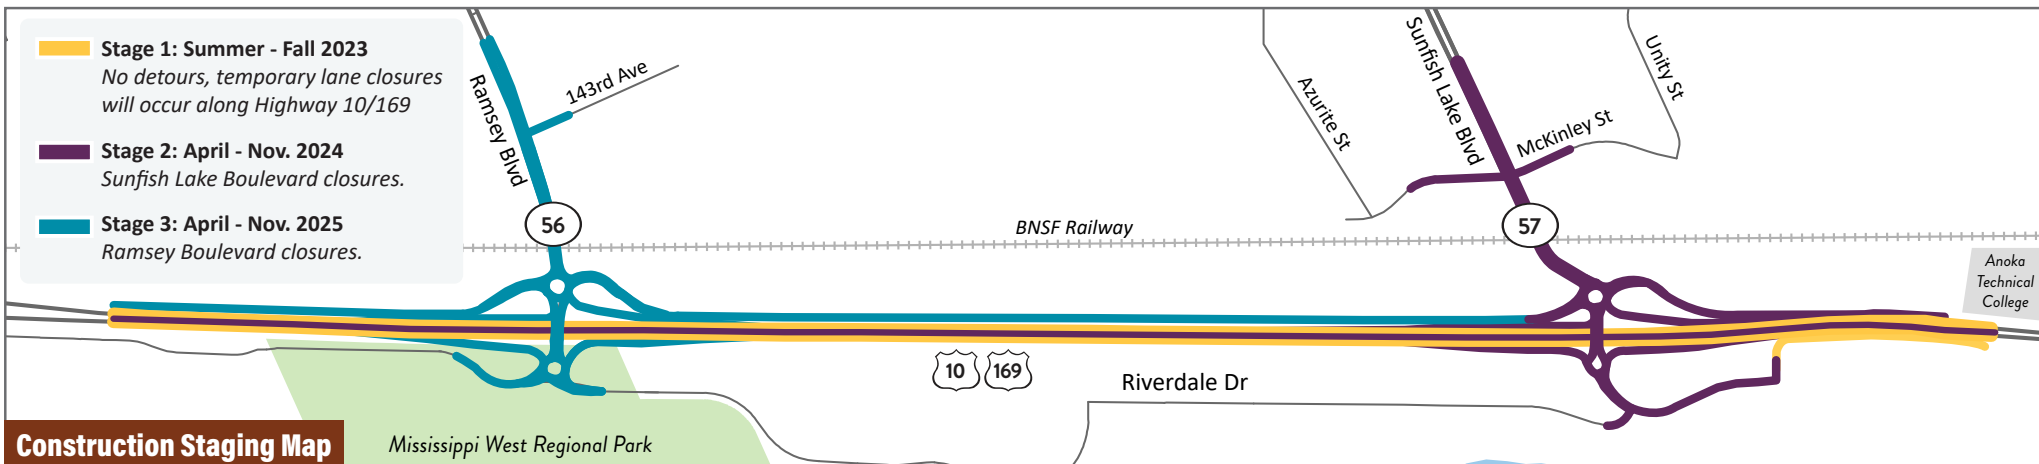 Stage 1: Summer - Fall 2023
No detours, temporary lane closures
will occur along Highway 10/169
Stage 2: April - Nov. 2024
Sunfish Lake Boulevard closures.
Stage 3: April - Nov. 2025
Ramsey Boulevard closures.
Ramsey Blvd
143rd Ave
56
BNSF Railway
Azurite St
Sunfish Lake Blvd
McKinley St
Unity St
57
Anoka
Technical
College
10
169
Riverdale Dr
Construction Staging Map
Mississippi West Regional Park